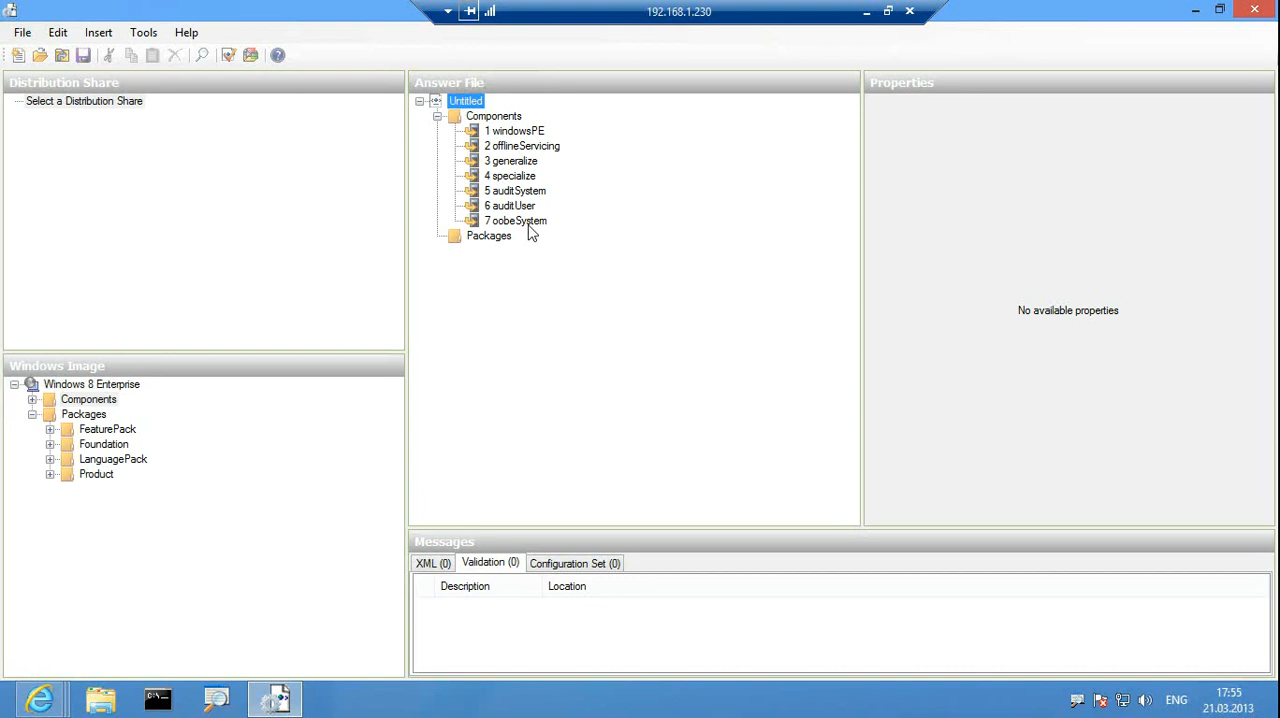 192.168.1.230
File Edit Insert Tools Help
Distribution Share
Select a Distribution Share
Answer File
Untitled
Components
1 windowsPE
2 offlineServicing
3 generalize
4 specialize
5 auditSystem
6 auditUser
7 oobeSystem
Packages
Properties
No available properties
Windows Image
Windows 8 Enterprise
Components
Packages
FeaturePack
Foundation
LanguagePack
Product
Messages
XML (0) Validation (0) Configuration Set (0)
Description Location
ENG
17:55
21.03.2013